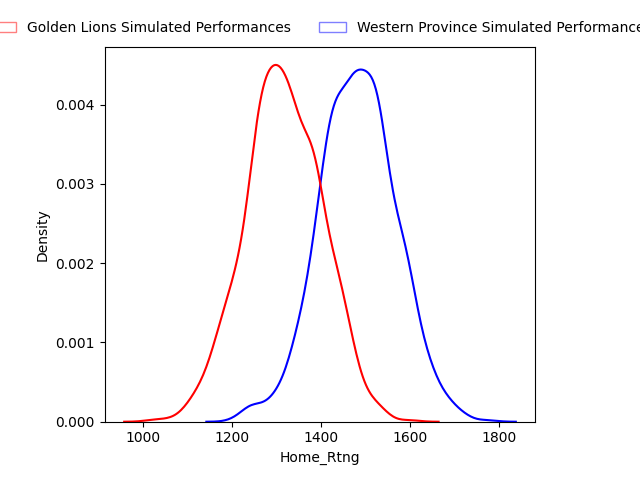 Golden Lions Simulated Performances Western Province Simulated Performance
0.004
0.003
0.002
0.001
0.000
Density
1000 1200 1400 1600 1800
Home_Rtng